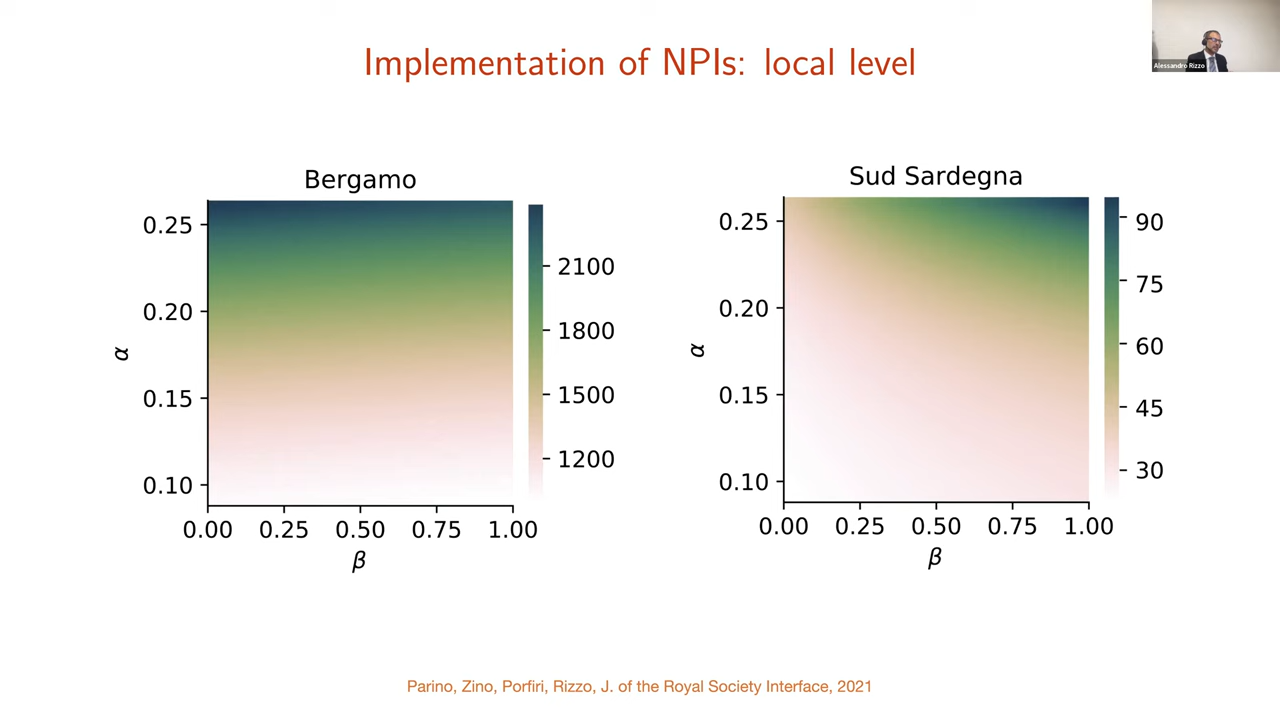 Implementation of NPIs: local level
Alessandro Rizzo
Bergamo
0.25
0.20
0.15
0.10
α
0.00 0.25 0.50 0.75 1.00
β
2100
1800
1500
1200
Sud Sardegna
0.25
0.20
0.15
0.10
α
0.00 0.25 0.50 0.75 1.00
β
90
75
60
45
30
Parino, Zino, Porfiri, Rizzo, J. of the Royal Society Interface, 2021